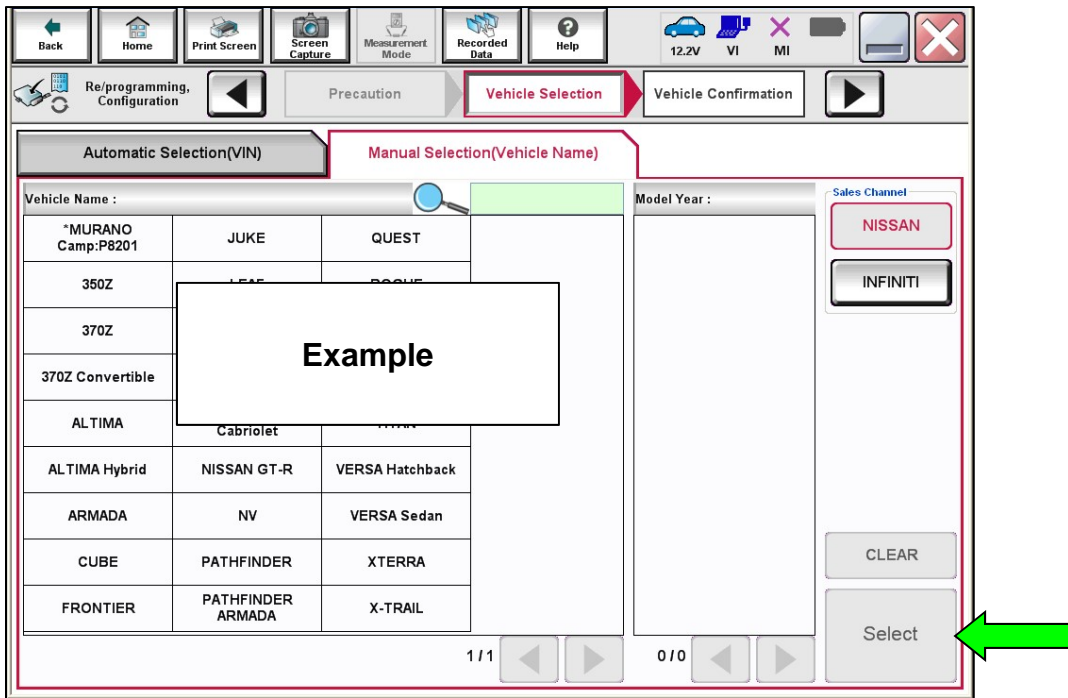 Back
Home
Print Screen
Screen
Capture
Measurement
Mode
Recorded
Data
Help
12.2V
VI
MI
Re/programming,
Configuration
Precaution
Vehicle Selection
Vehicle Confirmation
Automatic Selection(VIN)
Manual Selection(Vehicle Name)
Vehicle Name :
Model Year :
Sales Channel
*MURANO
Camp:P8201
JUKE
QUEST
NISSAN
350Z
INFINITI
370Z
Example
370Z Convertible
ALTIMA
Cabriolet
ALTIMA Hybrid
NISSAN GT-R
VERSA Hatchback
ARMADA
NV
VERSA Sedan
CUBE
PATHFINDER
XTERRA
CLEAR
FRONTIER
PATHFINDER
ARMADA
X-TRAIL
Select
1/1
0/0